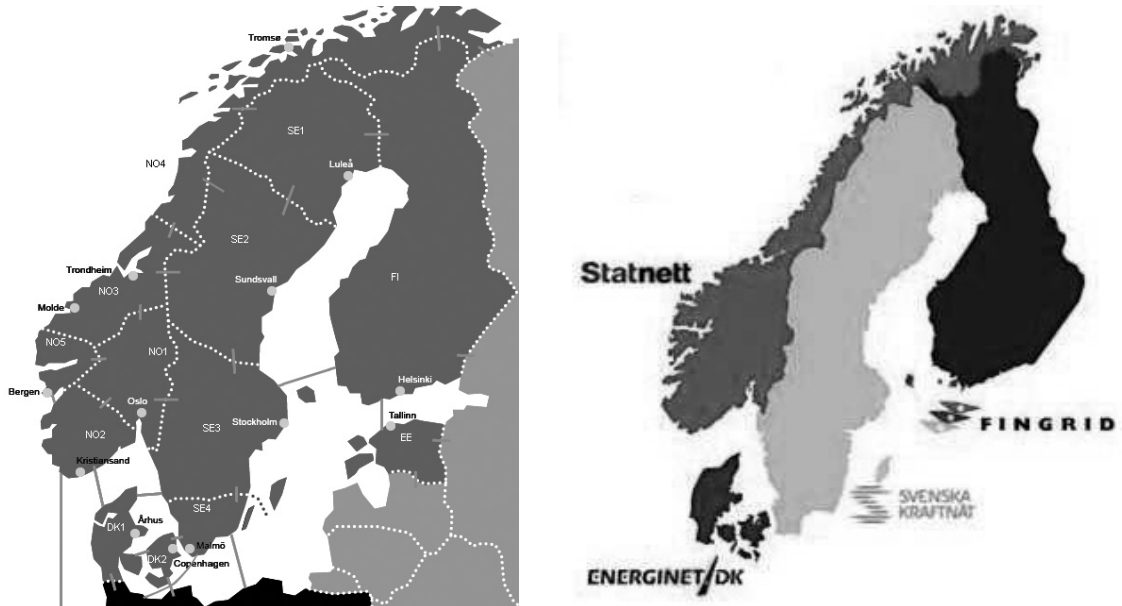 Tromsø
SE1
NO4
Luleå
SE2
Trondheim
Sundsvall
FI
NO3
Molde
NO5
NO1
Bergen
Helsinki
Oslo
Stockholm
Tallinn
SE3
NO2
EE
Kristiansand
SE4
DK1
Århus
Malmö
DK2
Copenhagen
Statnett
FINGRID
SVENSKA
KRAFTNÄT
ENERGINET/DK